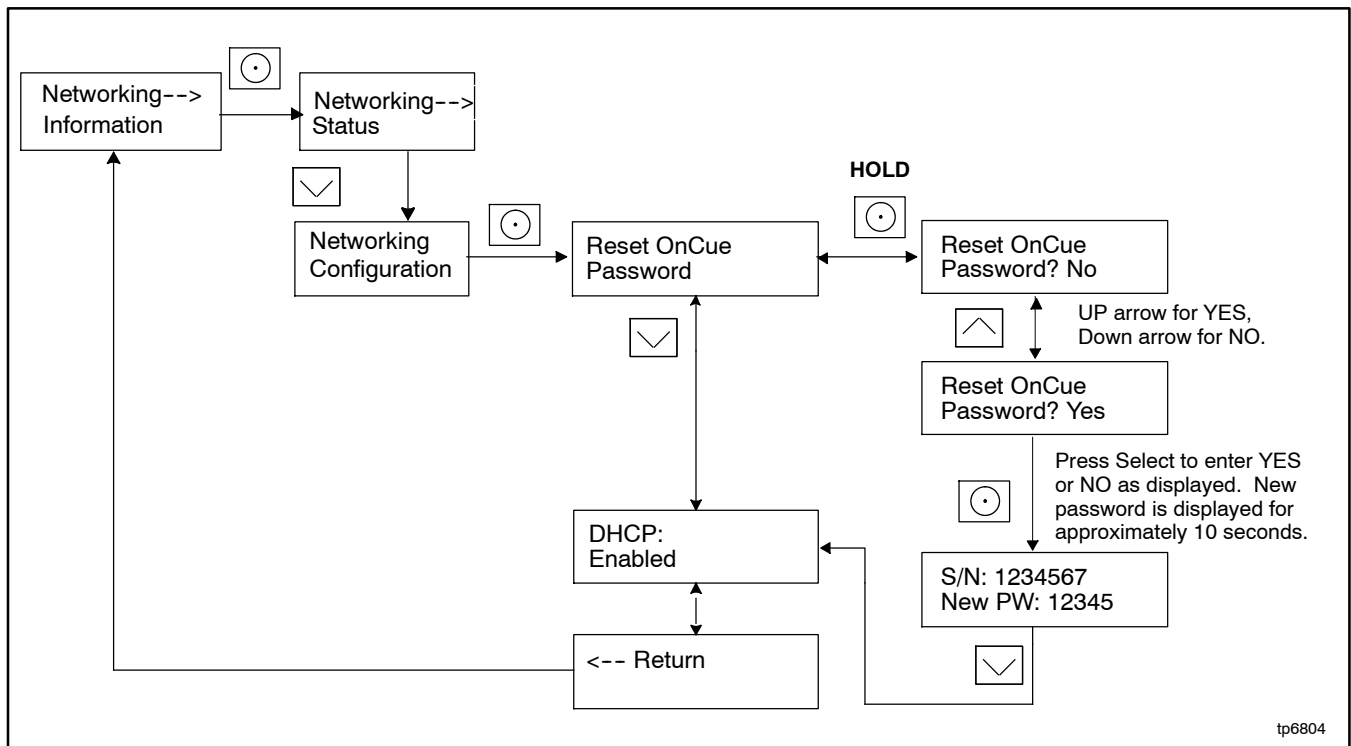 Networking-->
Information
Networking-->
Status
Networking
Configuration
Reset OnCue
Password
HOLD
Reset OnCue
Password? No
UP arrow for YES,
Down arrow for NO.
Reset OnCue
Password? Yes
Press Select to enter YES
or NO as displayed. New
password is displayed for
approximately 10 seconds.
S/N: 1234567
New PW: 12345
DHCP:
Enabled
<-- Return
tp6804